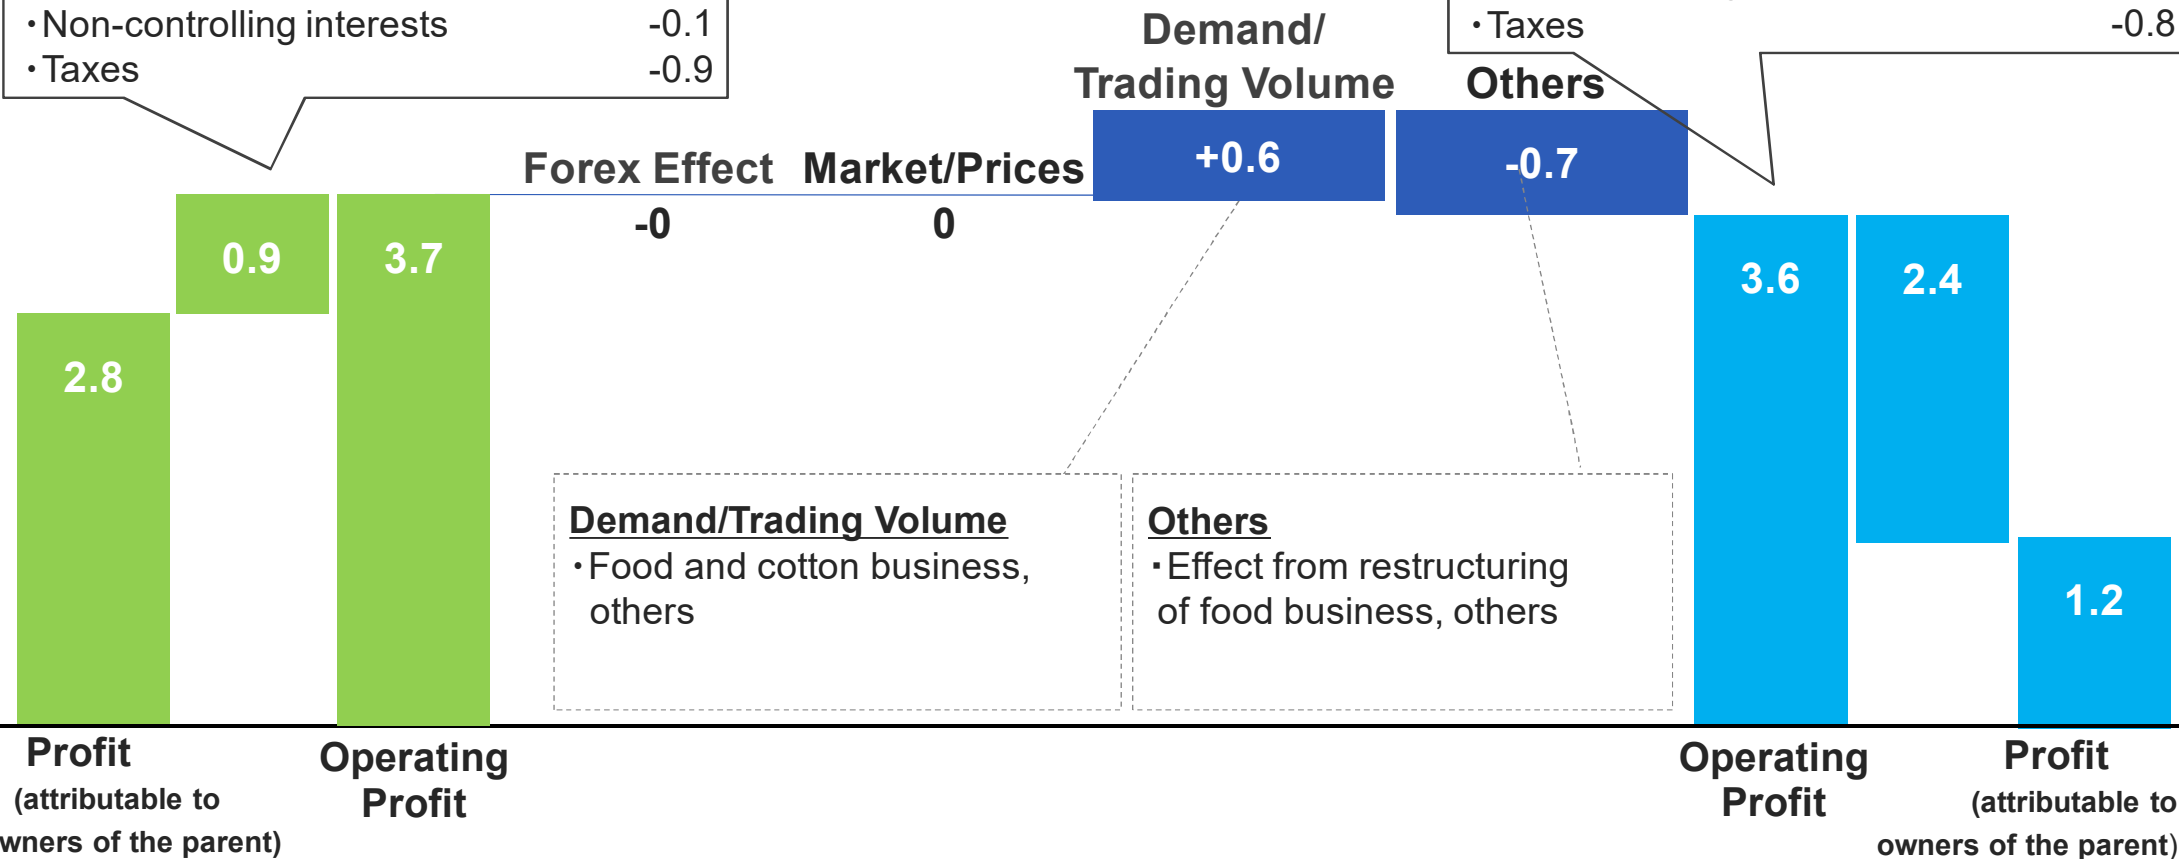 ・Non-controlling interests -0.1
・Taxes -0.9
Demand/
Trading Volume
Others
・Taxes -0.8
Forex Effect
Market/Prices
+0.6
-0.7
-0
0
0.9
3.7
2.8
3.6
2.4
1.2
Demand/Trading Volume
・Food and cotton business,
others
Others
・Effect from restructuring
of food business, others
Profit
(attributable to
wners of the parent)
Operating
Profit
Operating
Profit
Profit
(attributable to
owners of the parent)